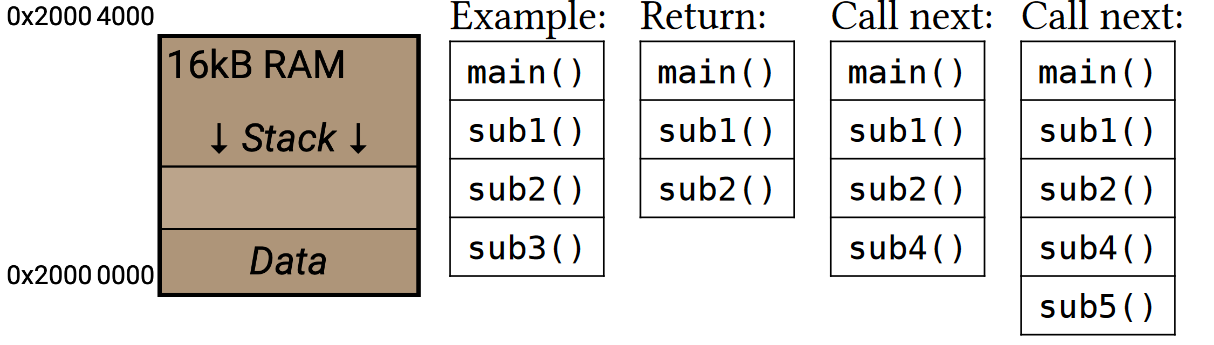 0x2000 4000
16kB RAM
↓ Stack ↓
Data
0x2000 0000
Example:
main()
sub1()
sub2()
sub3()
Return:
main()
sub1()
sub2()
Call next:
main()
sub1()
sub2()
sub4()
Call next:
main()
sub1()
sub2()
sub4()
sub5()